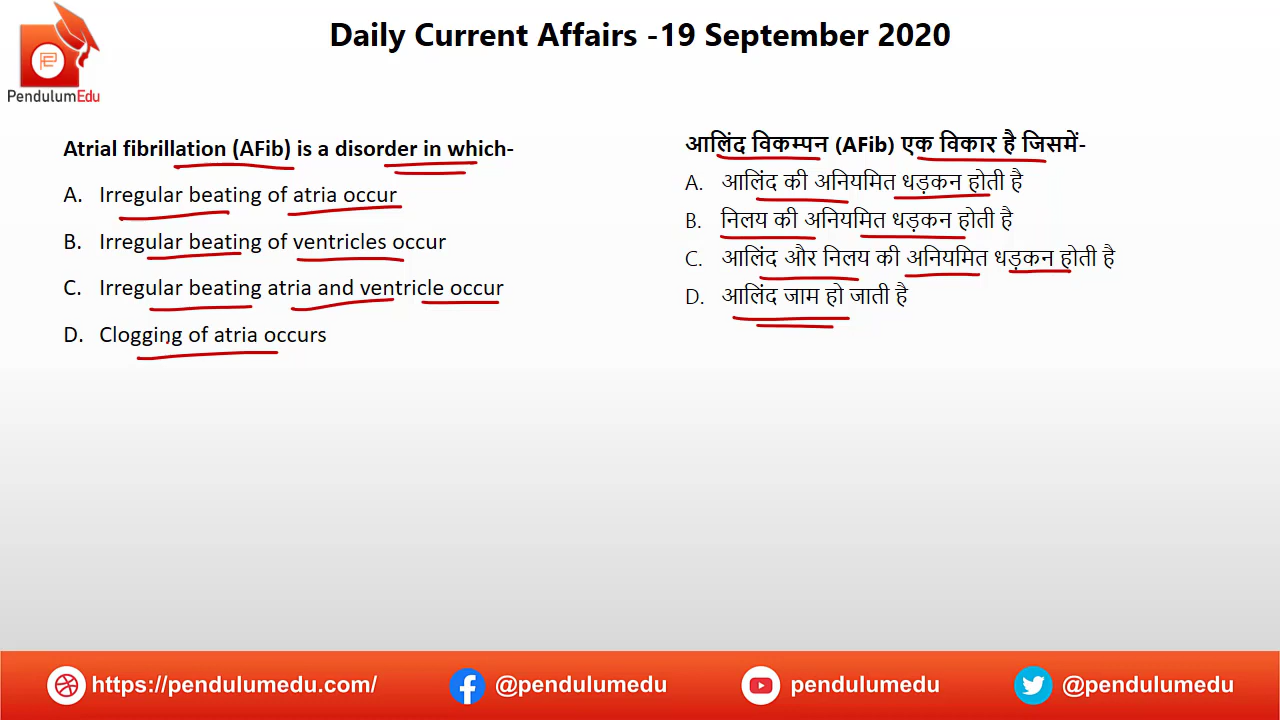 Daily Current Affairs -19 September 2020
PendulumEdu
Atrial fibrillation (AFib) is a disorder in which-
A. Irregular beating of atria occur
B. Irregular beating of ventricles occur
C. Irregular beating atria and ventricle occur
D. Clogging of atria occurs
आलिंद विकम्पन (AFib) एक विकार है जिसमें-
A. आलिंद की अनियमित धड़कन होती है
B. निलय की अनियमित धड़कन होती है
C. आलिंद और निलय की अनियमित धड़कन होती है
D. आलिंद जाम हो जाती है
https://pendulumedu.com/
@pendulumedu
pendulumedu
@pendulumedu